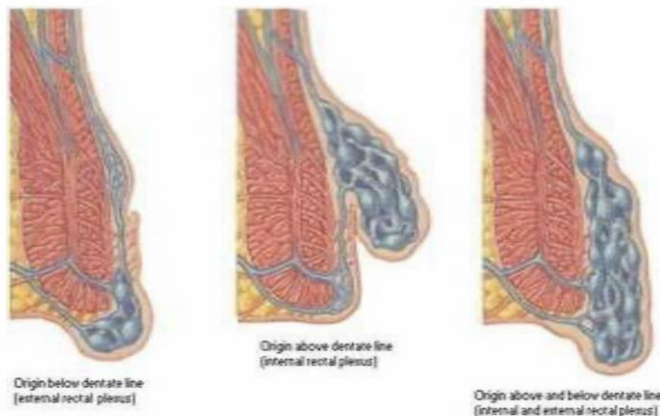 Origin below dentate line
(external rectal plexus)
Origin above dentate line
(internal rectal plexus)
Origin above and below dentate line
(internal and external rectal plexus)